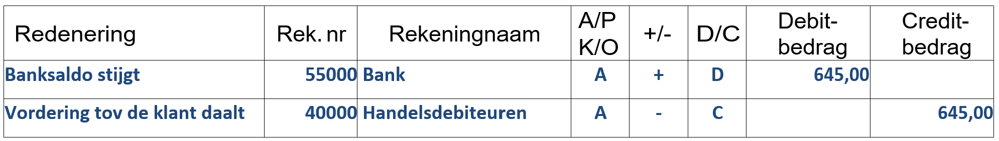 Redenering Rek. nr Rekeningnaam A/P K/O +/- D/C Debit-bedrag Credit-bedrag
Banksaldo stijgt 55000 Bank A + D 645,00
Vordering tov de klant daalt 40000 Handelsdebiteuren A - C 645,00